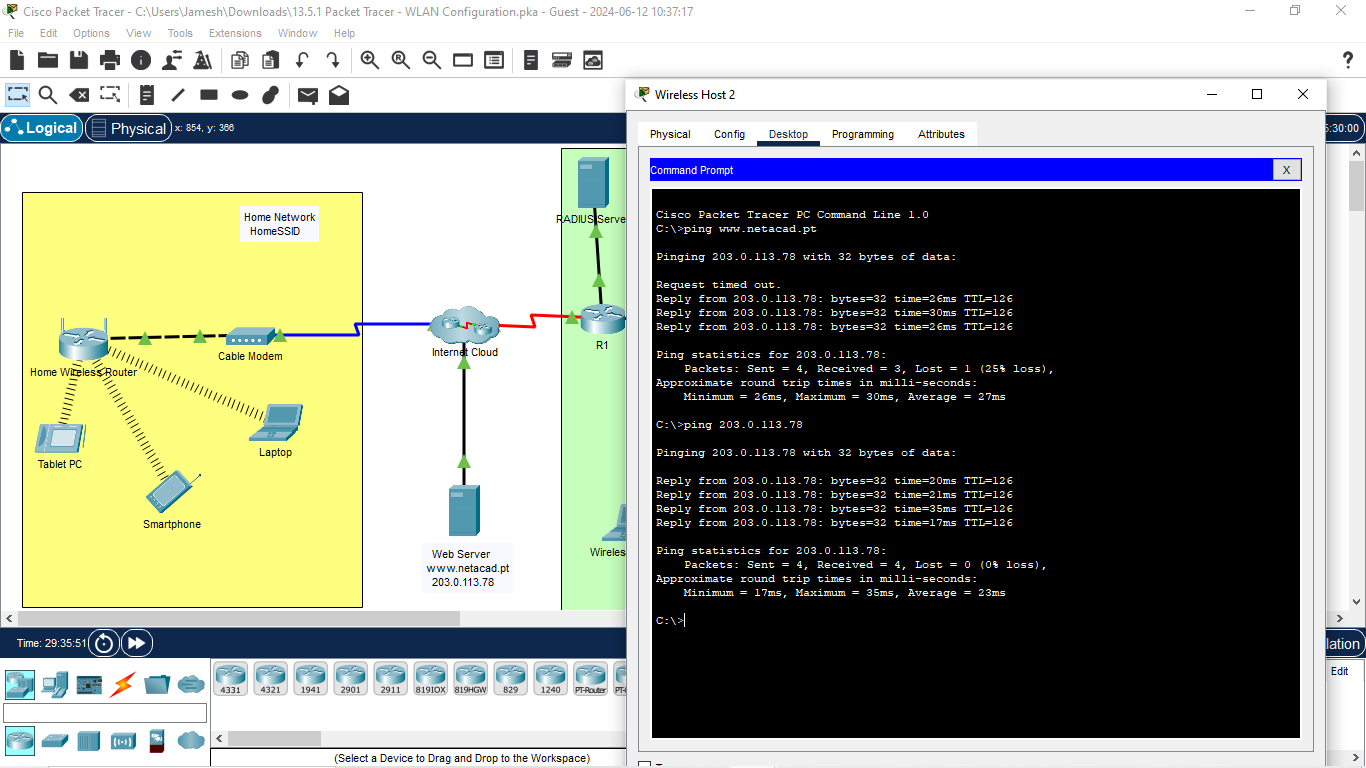 Cisco Packet Tracer - C:\Users\Jamesh\Downloads\13.5.1 Packet Tracer - WLAN Configuration.pka - Guest - 2024-06-12 10:37:17
File Edit Options View Tools Extensions Window Help
Logical Physical x: 854, y: 366
:30:00
Home Network
HomeSSID
Home Wireless Router
Cable Modem
Tablet PC
Smartphone
Laptop
Internet Cloud
Web Server
www.netacad.pt
203.0.113.78
RADIUS Serve
R1
Wireles
Wireless Host 2
Physical Config Desktop Programming Attributes
Command Prompt X
Cisco Packet Tracer PC Command Line 1.0
C:\>ping www.netacad.pt
Pinging 203.0.113.78 with 32 bytes of data:
Request timed out.
Reply from 203.0.113.78: bytes=32 time=26ms TTL=126
Reply from 203.0.113.78: bytes=32 time=30ms TTL=126
Reply from 203.0.113.78: bytes=32 time=26ms TTL=126
Ping statistics for 203.0.113.78:
Packets: Sent = 4, Received = 3, Lost = 1 (25% loss),
Approximate round trip times in milli-seconds:
Minimum = 26ms, Maximum = 30ms, Average = 27ms
C:\>ping 203.0.113.78
Pinging 203.0.113.78 with 32 bytes of data:
Reply from 203.0.113.78: bytes=32 time=20ms TTL=126
Reply from 203.0.113.78: bytes=32 time=21ms TTL=126
Reply from 203.0.113.78: bytes=32 time=35ms TTL=126
Reply from 203.0.113.78: bytes=32 time=17ms TTL=126
Ping statistics for 203.0.113.78:
Packets: Sent = 4, Received = 4, Lost = 0 (0% loss),
Approximate round trip times in milli-seconds:
Minimum = 17ms, Maximum = 35ms, Average = 23ms
C:\>
Time: 29:35:51
lation
Edit
4331 4321 1941 2901 2911 819IOX 819HGW 829 1240 PT-Router
(Select a Device to Drag and Drop to the Workspace)